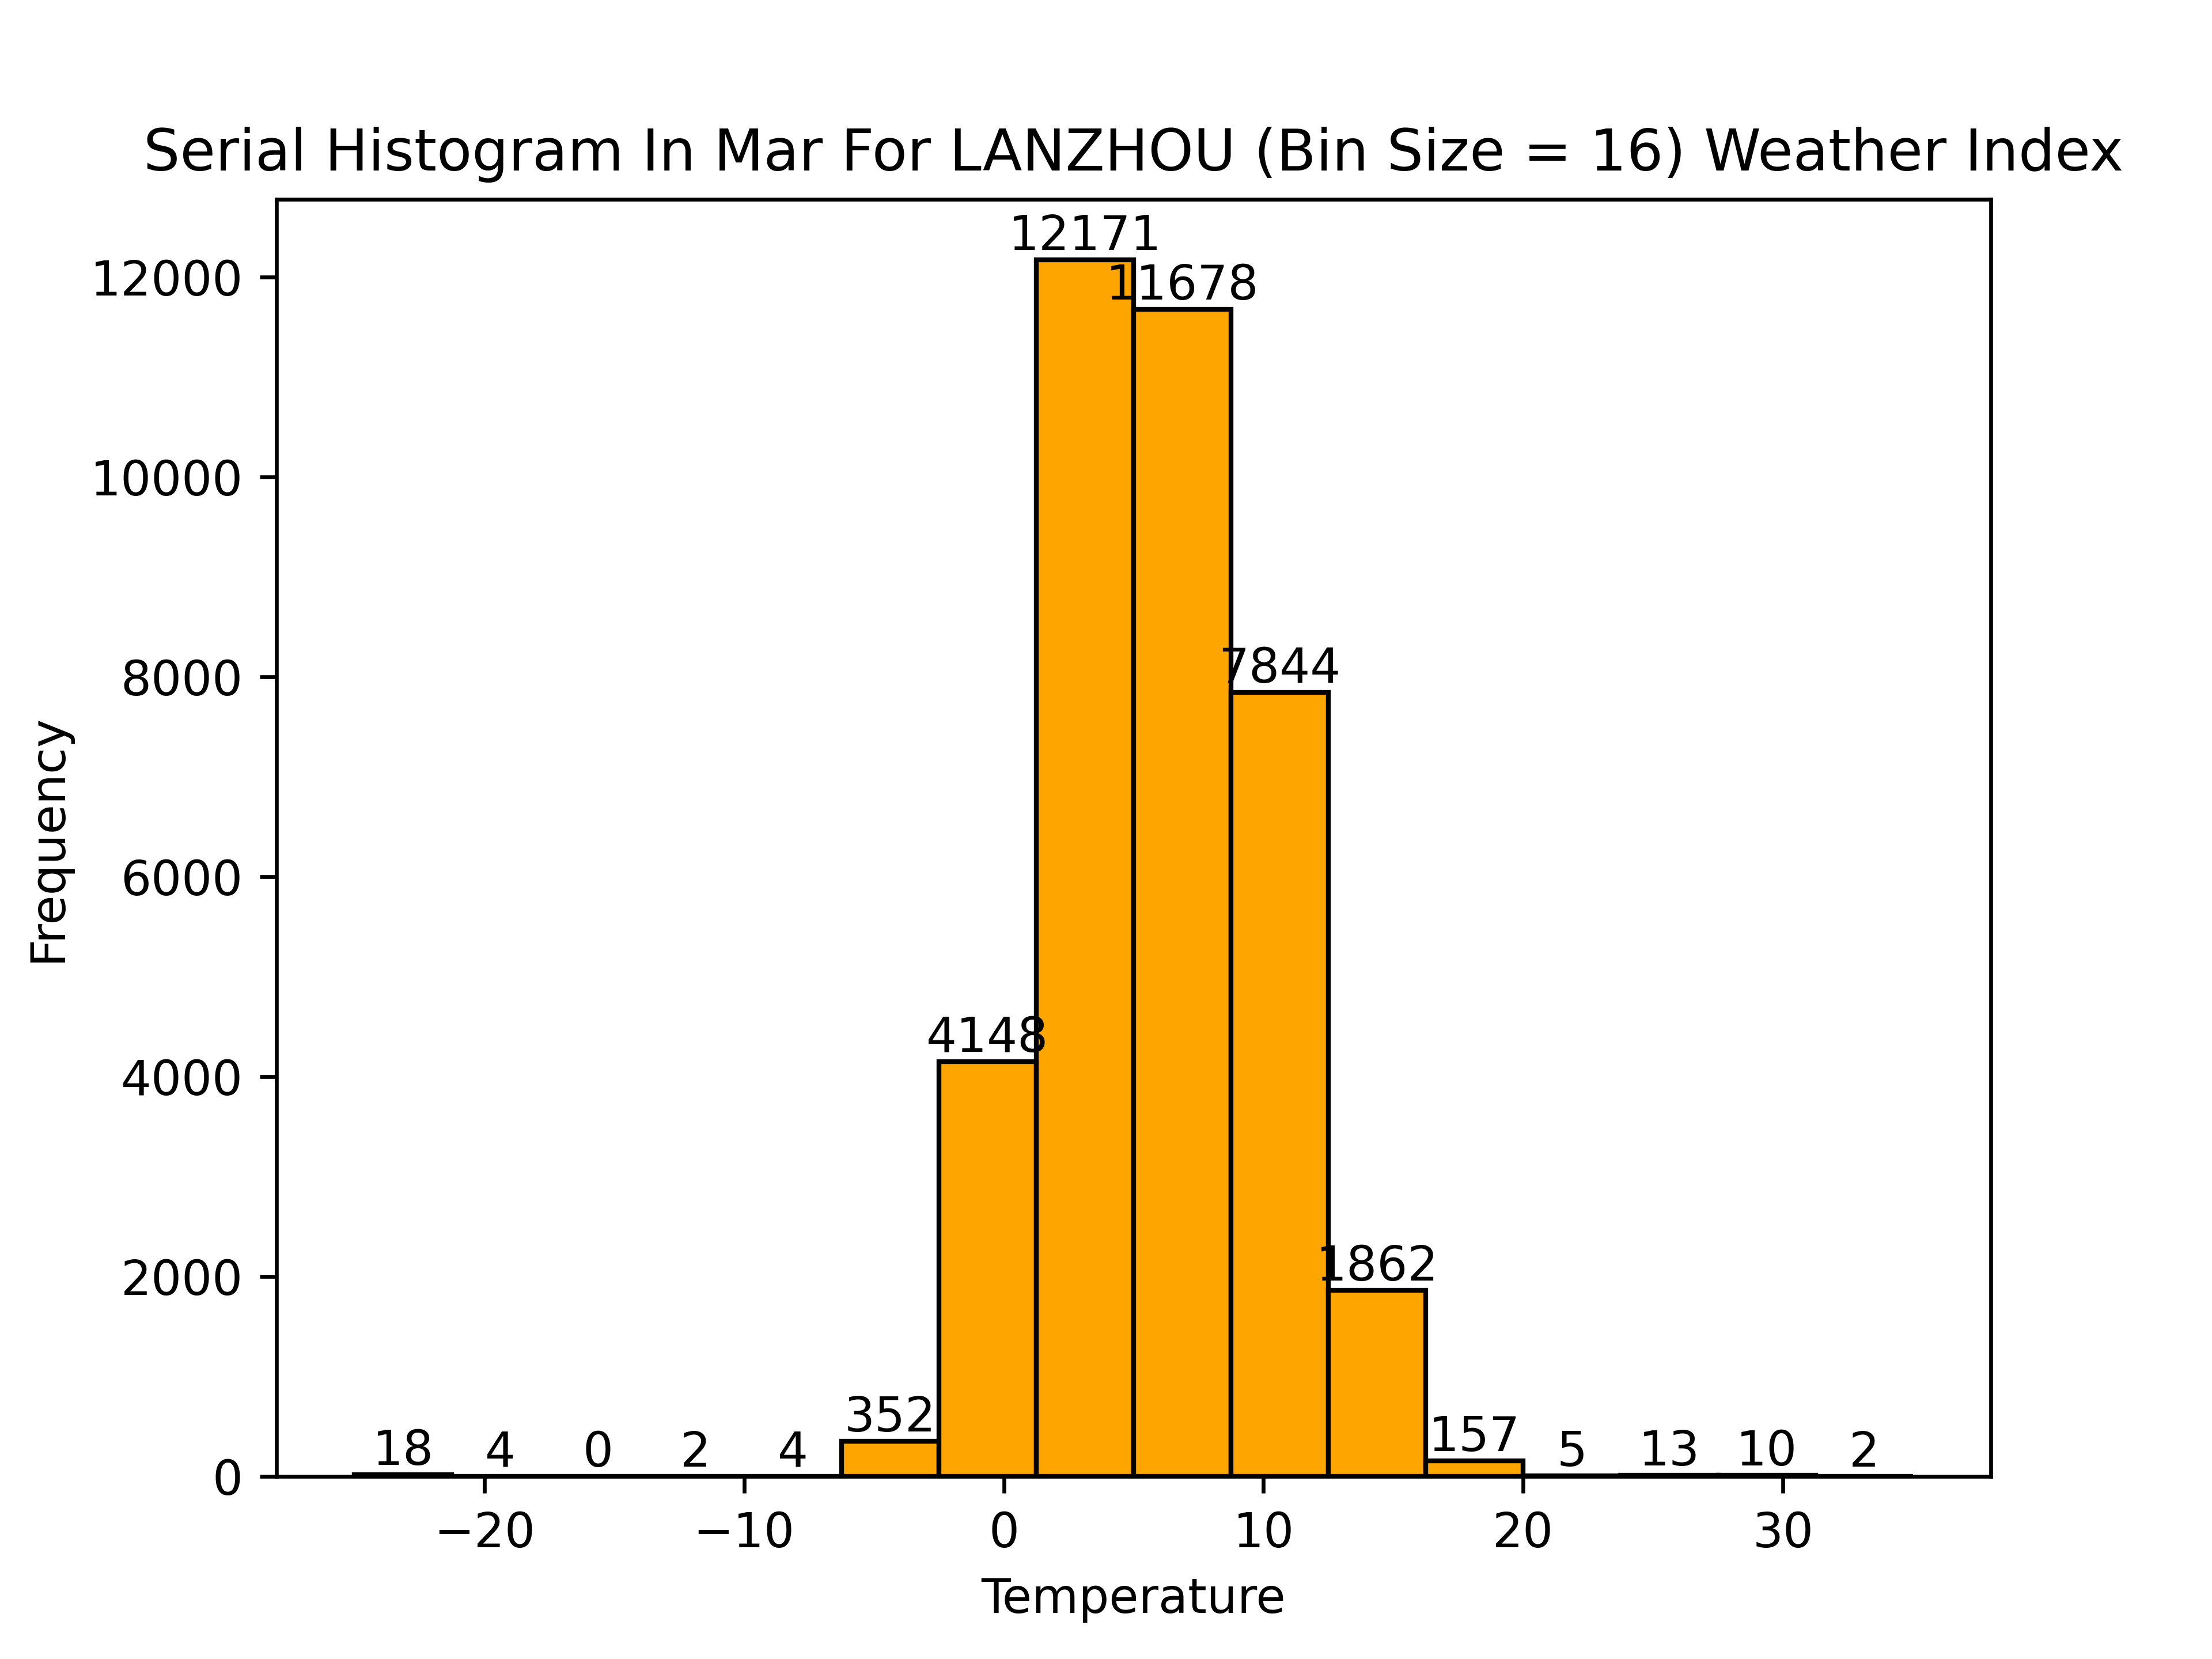 Serial Histogram In Mar For LANZHOU (Bin Size = 16) Weather Index
12171
12000
11678
10000
7844
8000
Frequency
6000
4148
4000
1862
2000
352
157
18 4 0 2 4 5 13 10 2
0
−20 −10 0 10 20 30
Temperature